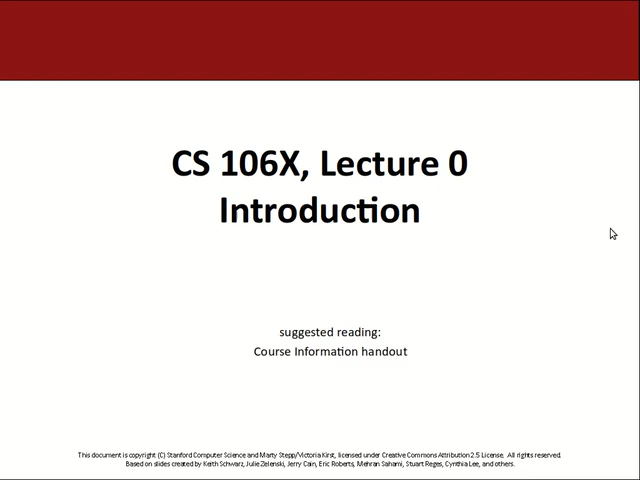 CS 106X, Lecture 0
Introduction
suggested reading:
Course Information handout
This document is copyright (C) Stanford Computer Science and Marty Stepp/Victoria Kirst, licensed under Creative Commons Attribution 2.5 License. All rights reserved.
Based on slides created by Keith Schwarz, Julie Zelenski, Jerry Cain, Eric Roberts, Mehran Sahami, Stuart Reges, Cynthia Lee, and others.